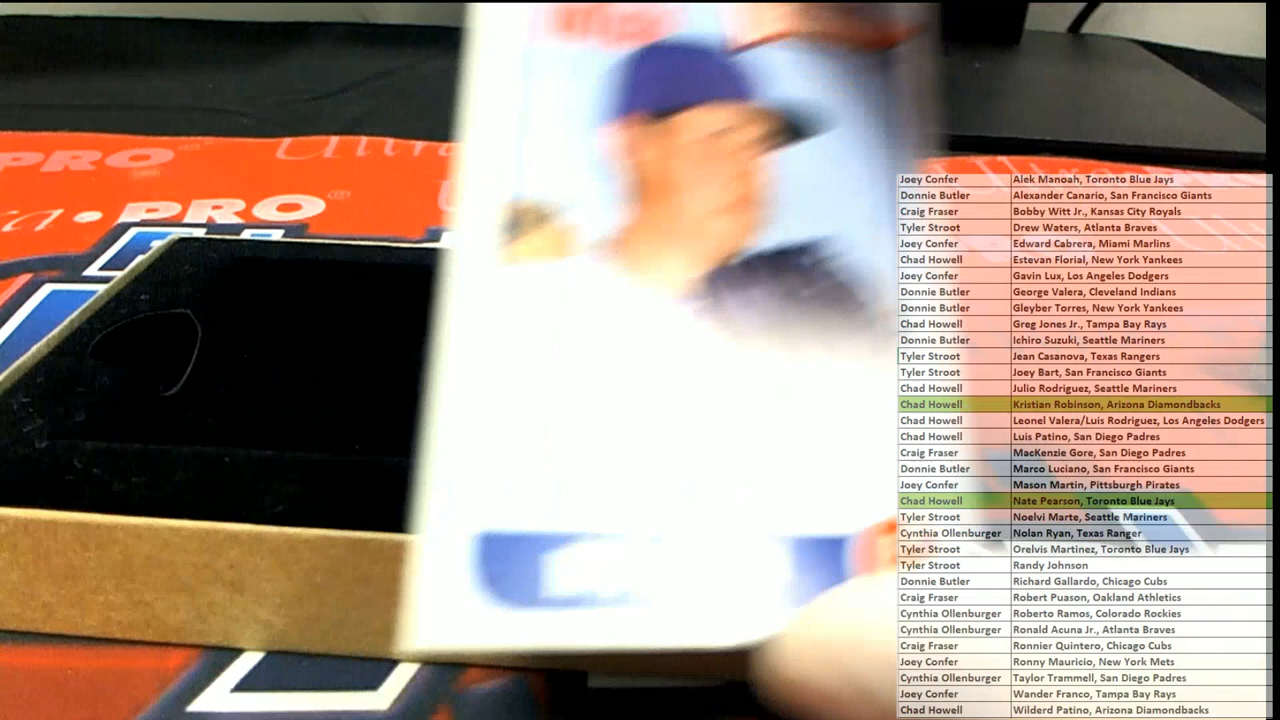 PRO
Ultra
ra • PRO
Joey Confer Alek Manoah, Toronto Blue Jays
Donnie Butler Alexander Canario, San Francisco Giants
Craig Fraser Bobby Witt Jr., Kansas City Royals
Tyler Stroot Drew Waters, Atlanta Braves
Joey Confer Edward Cabrera, Miami Marlins
Chad Howell Estevan Florial, New York Yankees
Joey Confer Gavin Lux, Los Angeles Dodgers
Donnie Butler George Valera, Cleveland Indians
Donnie Butler Gleyber Torres, New York Yankees
Chad Howell Greg Jones Jr., Tampa Bay Rays
Donnie Butler Ichiro Suzuki, Seattle Mariners
Tyler Stroot Jean Casanova, Texas Rangers
Tyler Stroot Joey Bart, San Francisco Giants
Chad Howell Julio Rodriguez, Seattle Mariners
Chad Howell Kristian Robinson, Arizona Diamondbacks
Chad Howell Leonel Valera/Luis Rodriguez, Los Angeles Dodgers
Chad Howell Luis Patino, San Diego Padres
Craig Fraser MacKenzie Gore, San Diego Padres
Donnie Butler Marco Luciano, San Francisco Giants
Joey Confer Mason Martin, Pittsburgh Pirates
Chad Howell Nate Pearson, Toronto Blue Jays
Tyler Stroot Noelvi Marte, Seattle Mariners
Cynthia Ollenburger Nolan Ryan, Texas Ranger
Tyler Stroot Orelvis Martinez, Toronto Blue Jays
Tyler Stroot Randy Johnson
Donnie Butler Richard Gallardo, Chicago Cubs
Craig Fraser Robert Puason, Oakland Athletics
Cynthia Ollenburger Roberto Ramos, Colorado Rockies
Cynthia Ollenburger Ronald Acuna Jr., Atlanta Braves
Craig Fraser Ronnier Quintero, Chicago Cubs
Joey Confer Ronny Mauricio, New York Mets
Cynthia Ollenburger Taylor Trammell, San Diego Padres
Joey Confer Wander Franco, Tampa Bay Rays
Chad Howell Wilderd Patino, Arizona Diamondbacks